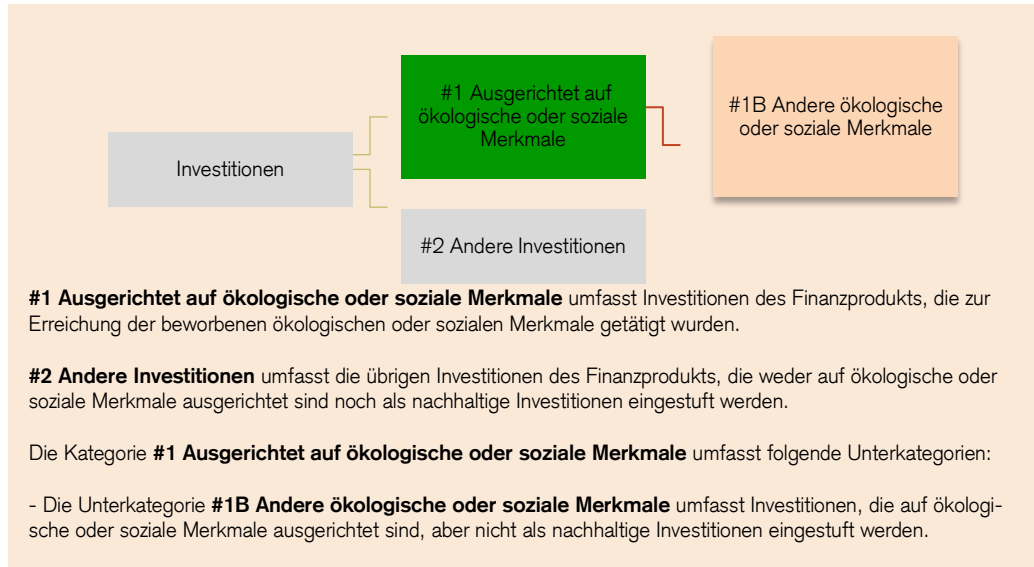 #1 Ausgerichtet auf
ökologische oder soziale
Merkmale
#1B Andere ökologische
oder soziale Merkmale
Investitionen
#2 Andere Investitionen
#1 Ausgerichtet auf ökologische oder soziale Merkmale umfasst Investitionen des Finanzprodukts, die zur
Erreichung der beworbenen ökologischen oder sozialen Merkmale getätigt wurden.
#2 Andere Investitionen umfasst die übrigen Investitionen des Finanzprodukts, die weder auf ökologische oder
soziale Merkmale ausgerichtet sind noch als nachhaltige Investitionen eingestuft werden.
Die Kategorie #1 Ausgerichtet auf ökologische oder soziale Merkmale umfasst folgende Unterkategorien:
- Die Unterkategorie #1B Andere ökologische oder soziale Merkmale umfasst Investitionen, die auf ökologi-
sche oder soziale Merkmale ausgerichtet sind, aber nicht als nachhaltige Investitionen eingestuft werden.